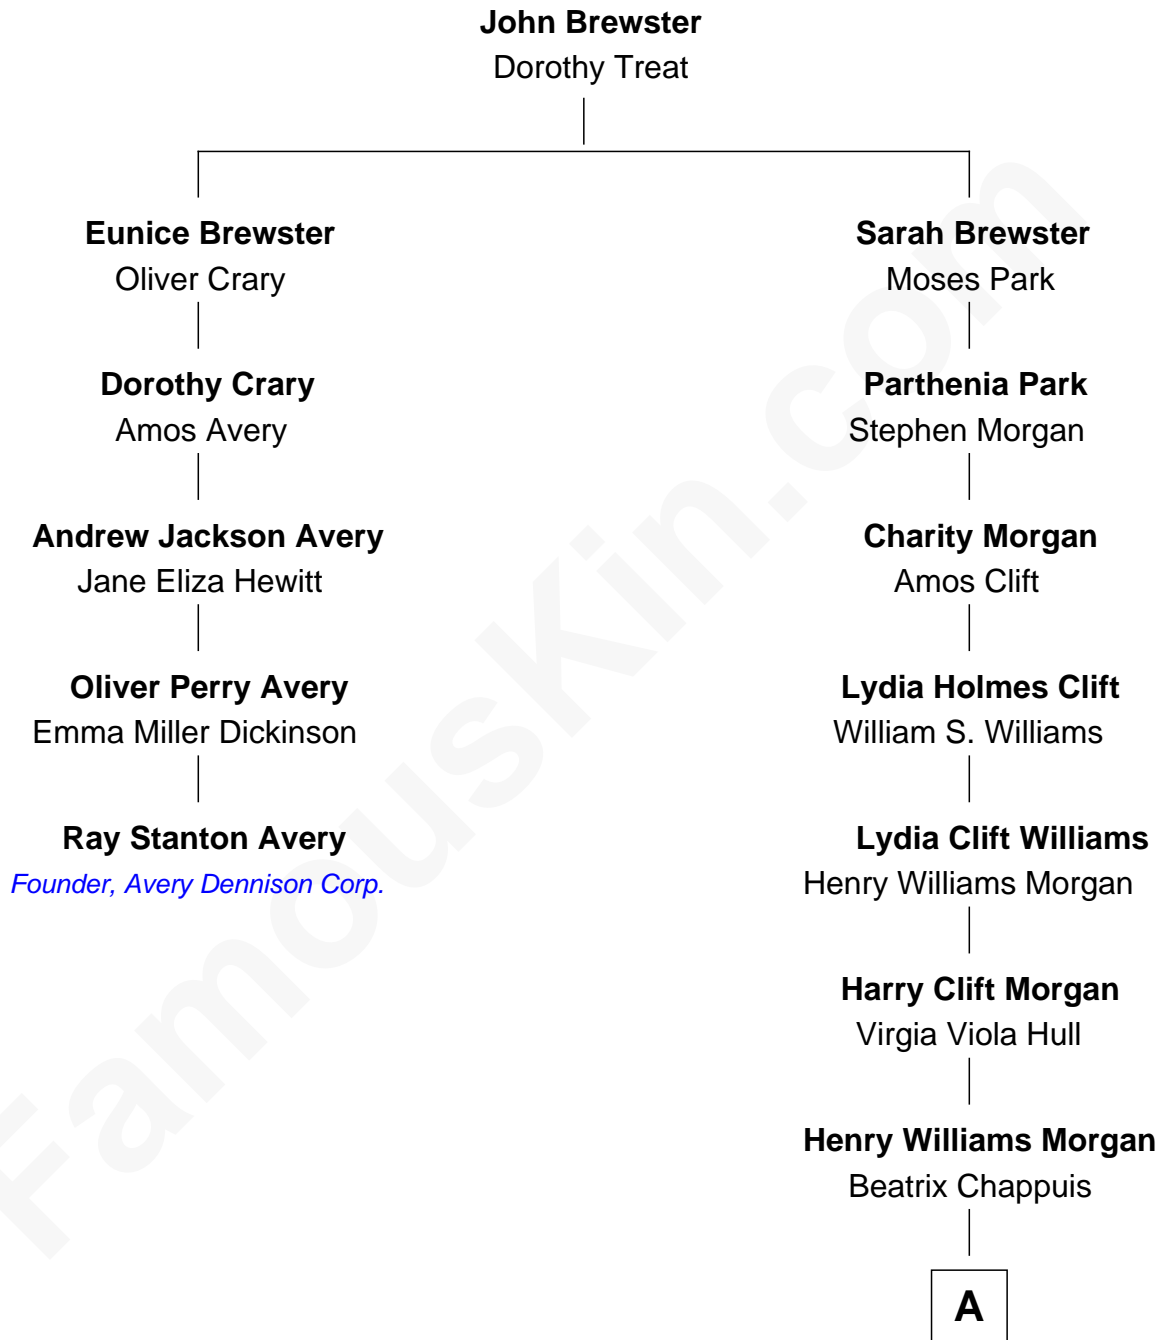 John Brewster
Dorothy Treat
Eunice Brewster
Oliver Crary
Dorothy Crary
Amos Avery
Andrew Jackson Avery
Jane Eliza Hewitt
Oliver Perry Avery
Emma Miller Dickinson
Ray Stanton Avery
Founder, Avery Dennison Corp.
Sarah Brewster
Moses Park
Parthenia Park
Stephen Morgan
Charity Morgan
Amos Clift
Lydia Holmes Clift
William S. Williams
Lydia Clift Williams
Henry Williams Morgan
Harry Clift Morgan
Virgia Viola Hull
Henry Williams Morgan
Beatrix Chappuis
A
FamousKin.com